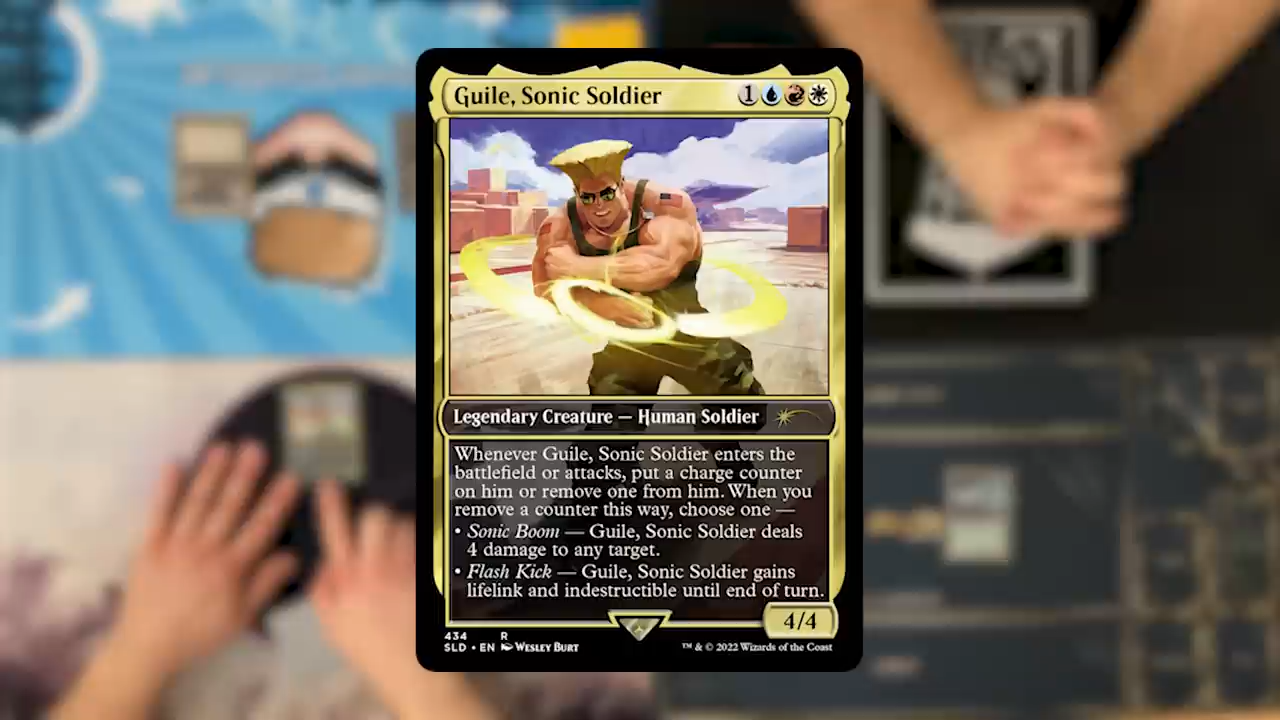 Guile, Sonic Soldier 1
Legendary Creature — Human Soldier
Whenever Guile, Sonic Soldier enters the
battlefield or attacks, put a charge counter
on him or remove one from him. When you
remove a counter this way, choose one —
• Sonic Boom — Guile, Sonic Soldier deals
4 damage to any target.
• Flash Kick — Guile, Sonic Soldier gains
lifelink and indestructible until end of turn.
4/4
434 R
SLD • EN Wesley Burt ™ & © 2022 Wizards of the Coast